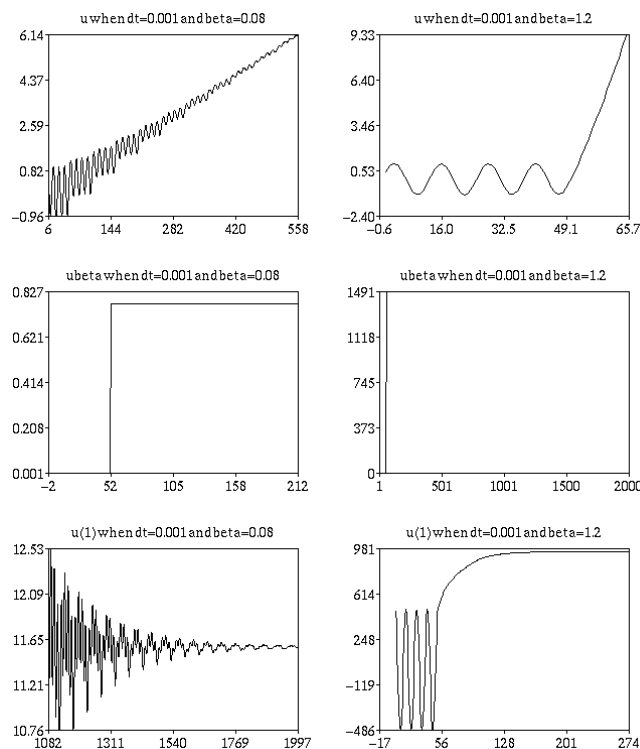 u when dt=0.001 and beta=0.08
6.14
4.37
2.59
0.82
−0.96
6 144 282 420 558
u when dt=0.001 and beta=1.2
9.33
6.40
3.46
0.53
−2.40
−0.6 16.0 32.5 49.1 65.7
ubeta when dt=0.001 and beta=0.08
0.827
0.621
0.414
0.208
0.001
−2 52 105 158 212
ubeta when dt=0.001 and beta=1.2
1491
1118
745
373
0
1 501 1001 1500 2000
u(1) when dt=0.001 and beta=0.08
12.53
12.09
11.65
11.21
10.76
1082 1311 1540 1769 1997
u(1) when dt=0.001 and beta=1.2
981
614
248
−119
−486
−17 56 128 201 274